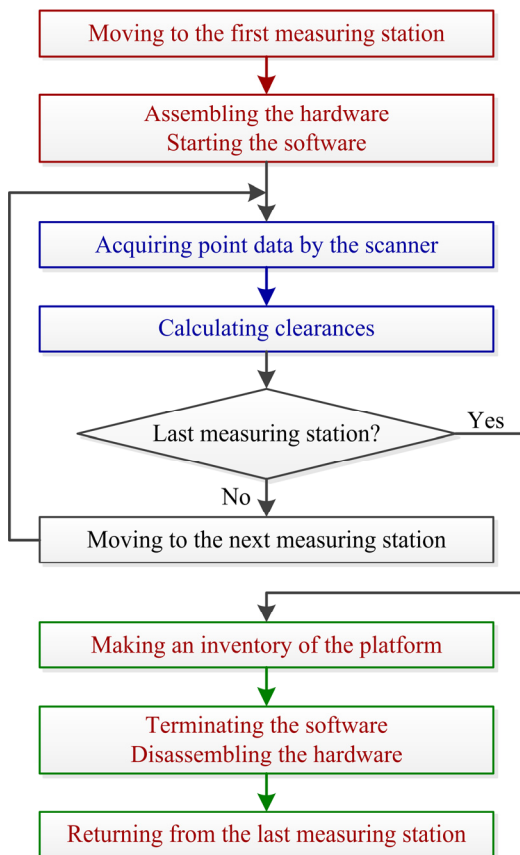 Moving to the first measuring station
Assembling the hardware
Starting the software
Acquiring point data by the scanner
Calculating clearances
Last measuring station?
Yes
No
Moving to the next measuring station
Making an inventory of the platform
Terminating the software
Disassembling the hardware
Returning from the last measuring station